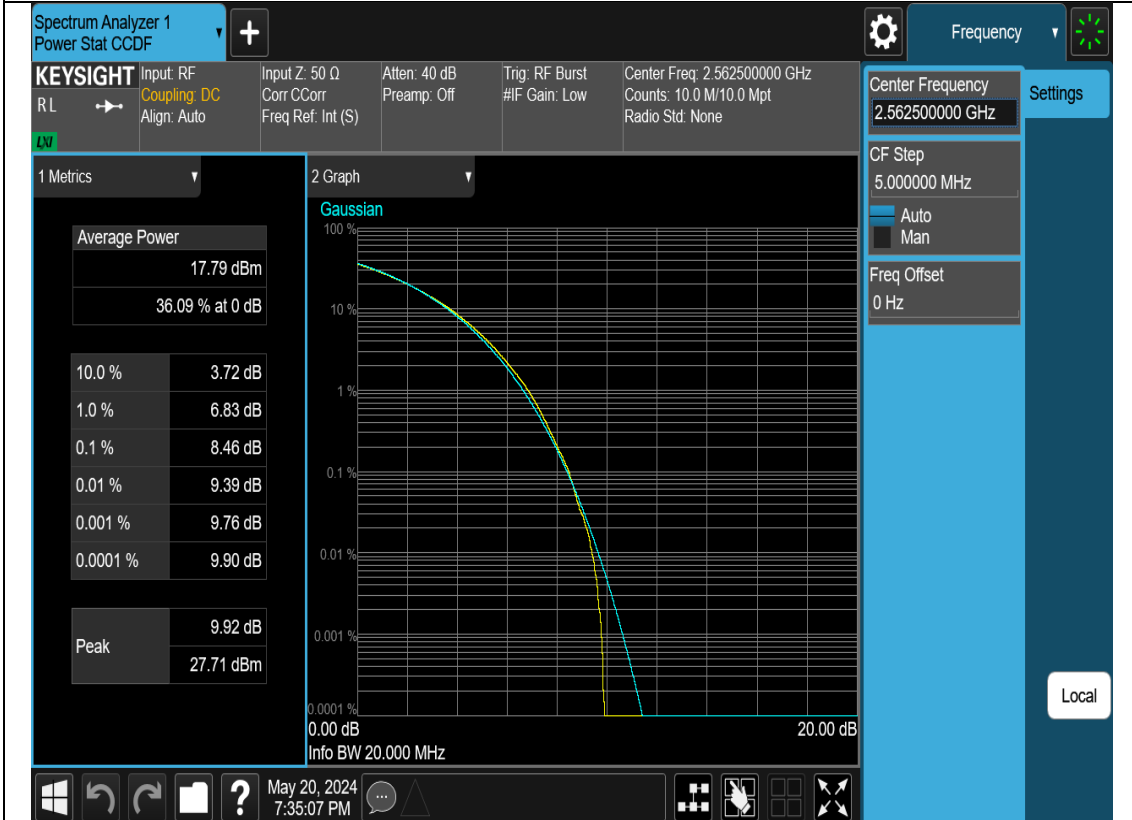 Spectrum Analyzer 1
Power Stat CCDF
+
Frequency
KEYSIGHT
RL
LXI
Input: RF
Coupling: DC
Align: Auto
Input Z: 50 Ω
Corr CCorr
Freq Ref: Int (S)
Atten: 40 dB
Preamp: Off
Trig: RF Burst
#IF Gain: Low
Center Freq: 2.562500000 GHz
Counts: 10.0 M/10.0 Mpt
Radio Std: None
Center Frequency
2.562500000 GHz
Settings
CF Step
5.000000 MHz
Auto
Man
Freq Offset
0 Hz
Local
1 Metrics
Average Power
17.79 dBm
36.09 % at 0 dB
10.0 % 3.72 dB
1.0 % 6.83 dB
0.1 % 8.46 dB
0.01 % 9.39 dB
0.001 % 9.76 dB
0.0001 % 9.90 dB
Peak
9.92 dB
27.71 dBm
2 Graph
Gaussian
100 %
10 %
1 %
0.1 %
0.01 %
0.001 %
0.0001 %
0.00 dB 20.00 dB
Info BW 20.000 MHz
?
May 20, 2024
7:35:07 PM